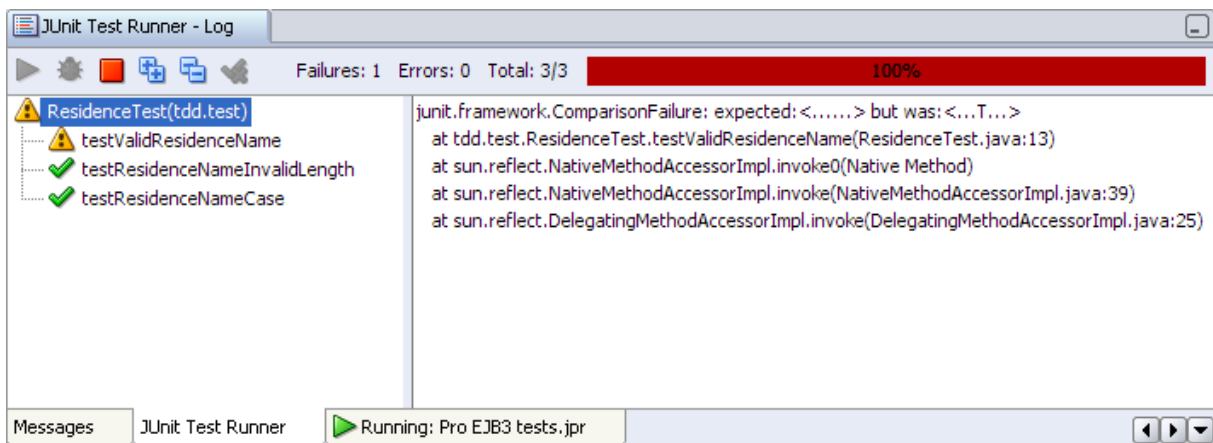 JUnit Test Runner - Log
Failures: 1 Errors: 0 Total: 3/3 100%
ResidenceTest(tdd.test)
testValidResidenceName
testResidenceNameInvalidLength
testResidenceNameCase
junit.framework.ComparisonFailure: expected:<......> but was:<...T...>
at tdd.test.ResidenceTest.testValidResidenceName(ResidenceTest.java:13)
at sun.reflect.NativeMethodAccessorImpl.invoke0(Native Method)
at sun.reflect.NativeMethodAccessorImpl.invoke(NativeMethodAccessorImpl.java:39)
at sun.reflect.DelegatingMethodAccessorImpl.invoke(DelegatingMethodAccessorImpl.java:25)
Messages JUnit Test Runner Running: Pro EJB3 tests.jpr